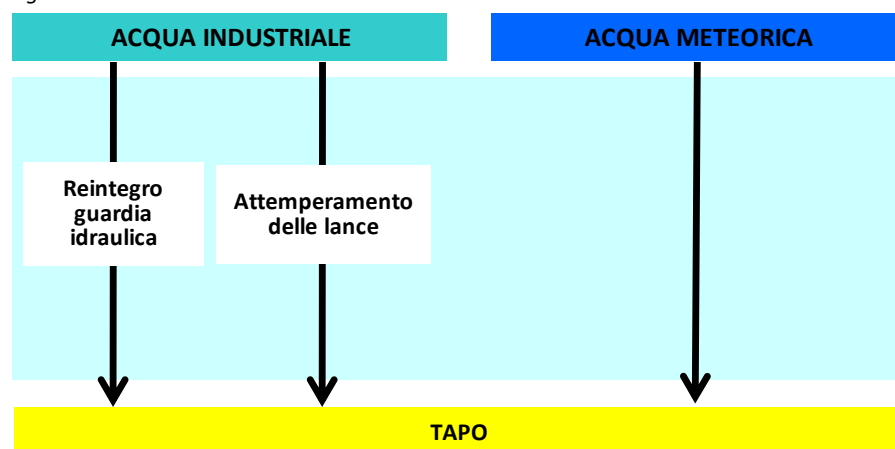 ACQUA INDUSTRIALE
ACQUA METEORICA
Reintegro
guardia
idraulica
Attemperamento
delle lance
TAPO